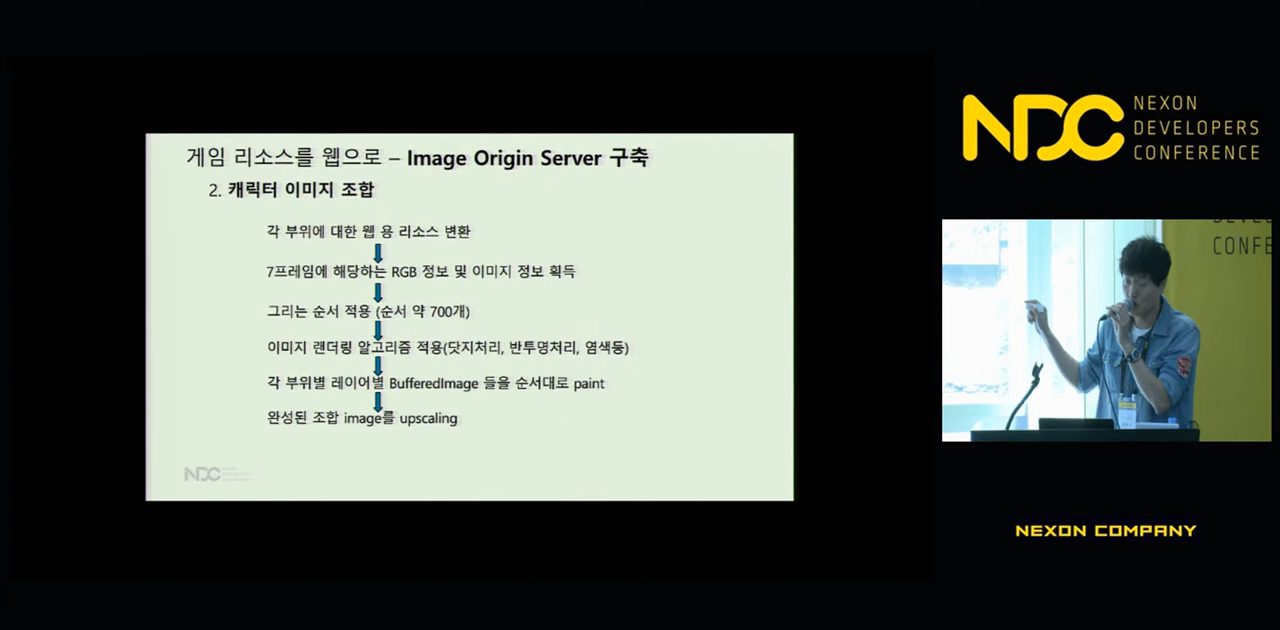 게임 리소스를 웹으로 – Image Origin Server 구축
2. 캐릭터 이미지 조합
각 부위에 대한 웹 용 리소스 변환
7프레임에 해당하는 RGB 정보 및 이미지 정보 획득
그리는 순서 적용 (순서 약 700개)
이미지 랜더링 알고리즘 적용(닷지처리, 반투명처리, 염색등)
각 부위별 레이어별 BufferedImage 들을 순서대로 paint
완성된 조합 image를 upscaling
NDC
NDC
NEXON
DEVELOPERS
CONFERENCE
CONFE
NEXON COMPANY